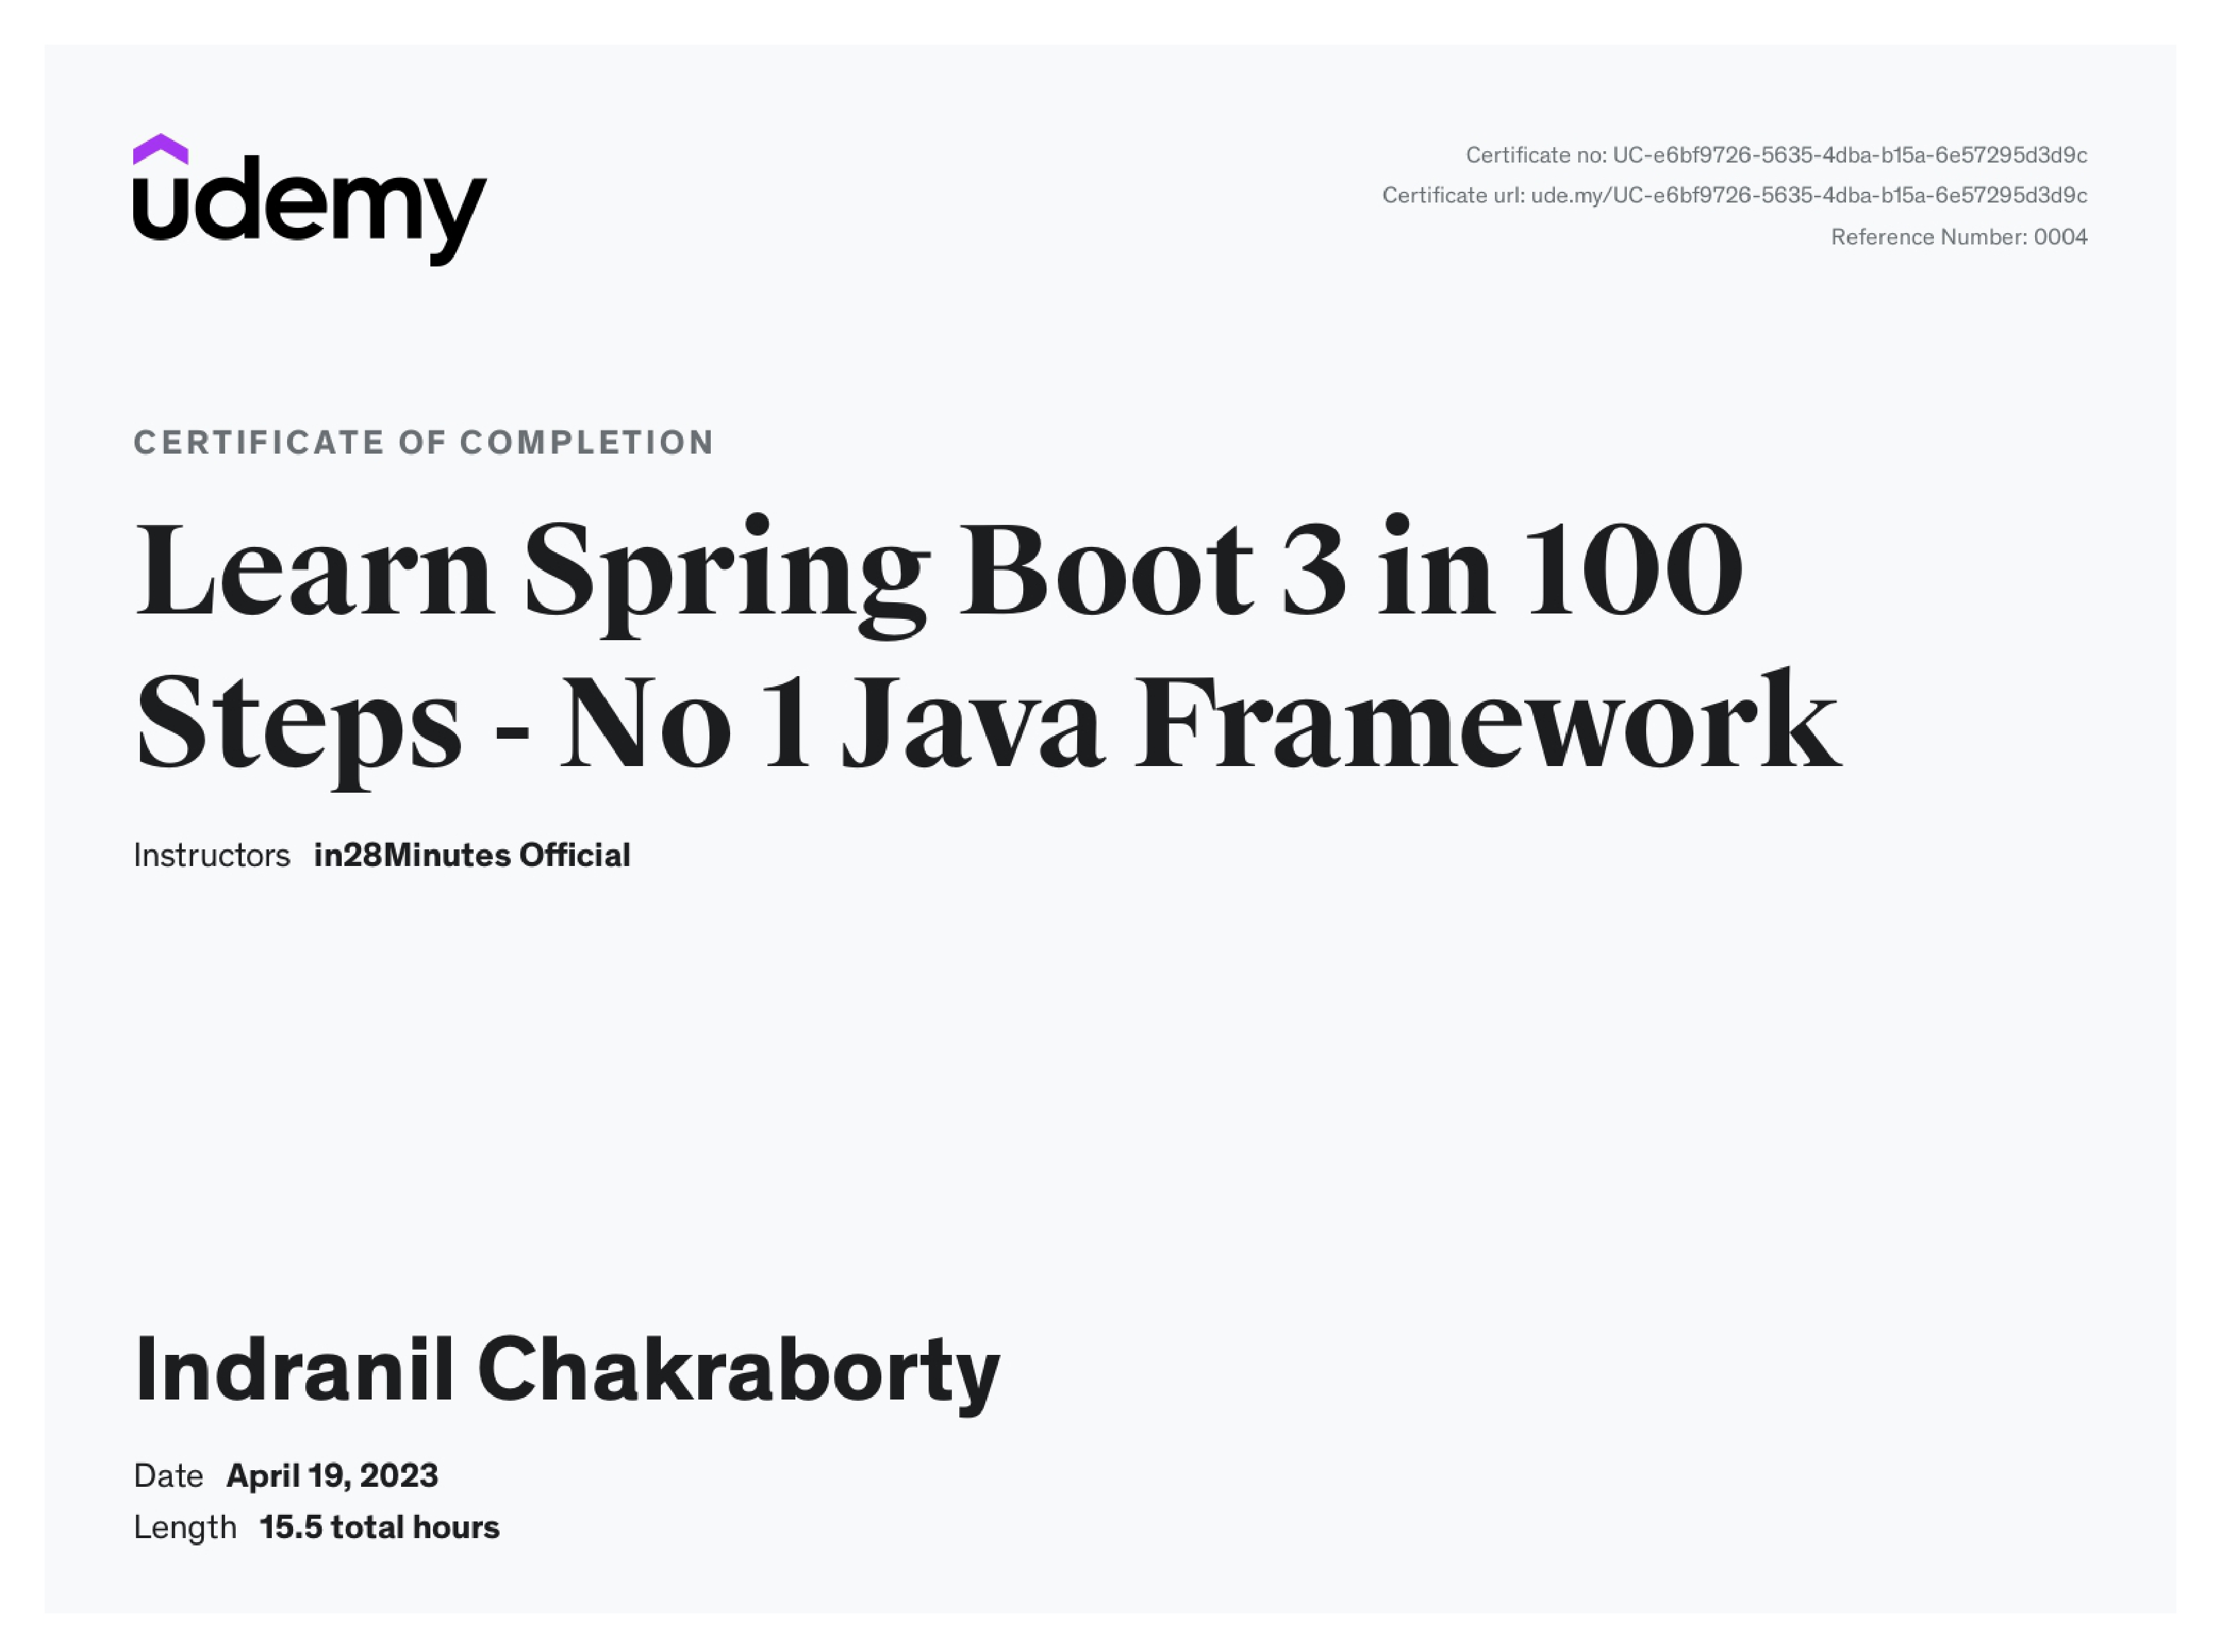 udemy
Certificate no: UC-e6bf9726-5635-4dba-b15a-6e57295d3d9c
Certificate url: ude.my/UC-e6bf9726-5635-4dba-b15a-6e57295d3d9c
Reference Number: 0004
CERTIFICATE OF COMPLETION
Learn Spring Boot 3 in 100
Steps - No 1 Java Framework
Instructors in28Minutes Official
Indranil Chakraborty
Date April 19, 2023
Length 15.5 total hours